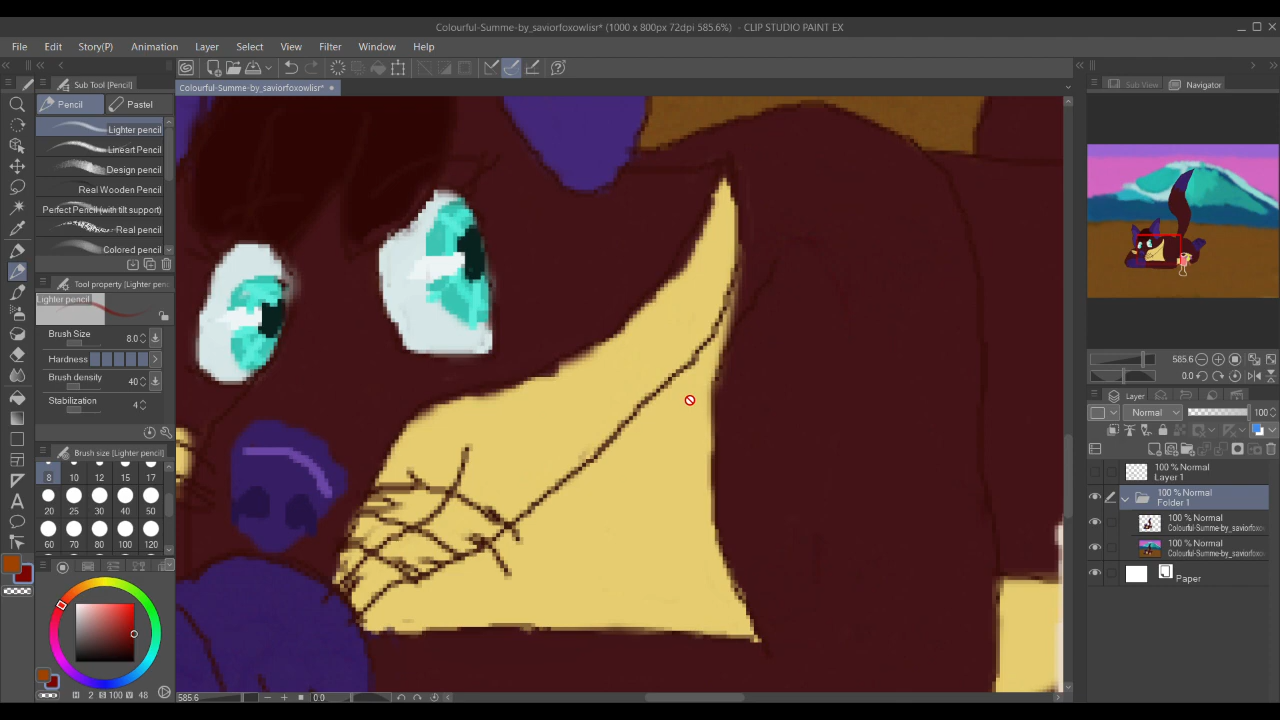 Colourful-Summe-by_saviorfoxowlisr* (1000 x 800px 72dpi 585.6%) - CLIP STUDIO PAINT EX
File Edit Story(P) Animation Layer Select View Filter Window Help
Sub Tool [Pencil]
Colourful-Summe-by_saviorfoxowlisr*
Sub View Navigator
Pencil Pastel
Lighter pencil
Lineart Pencil
Design pencil
Real Wooden Pencil
Perfect Pencil (with tilt support)
Real pencil
Colored pencil
Tool property [Lighter pencil]
Lighter pencil
Brush Size 8.0
Hardness
Brush density 40
Stabilization 4
Brush size [Lighter pencil]
8 10 12 15 17
20 25 30 40 50
60 70 80 100 120
H 2 S 100 V 48
585.6 0.0
585.6
0.0
Layer
Normal 100
100 % Normal
Layer 1
100 % Normal
Folder 1
100 % Normal
Colourful-Summe-by_saviorfoxowlisr
100 % Normal
Colourful-Summe-by_saviorfoxowlisr
Paper